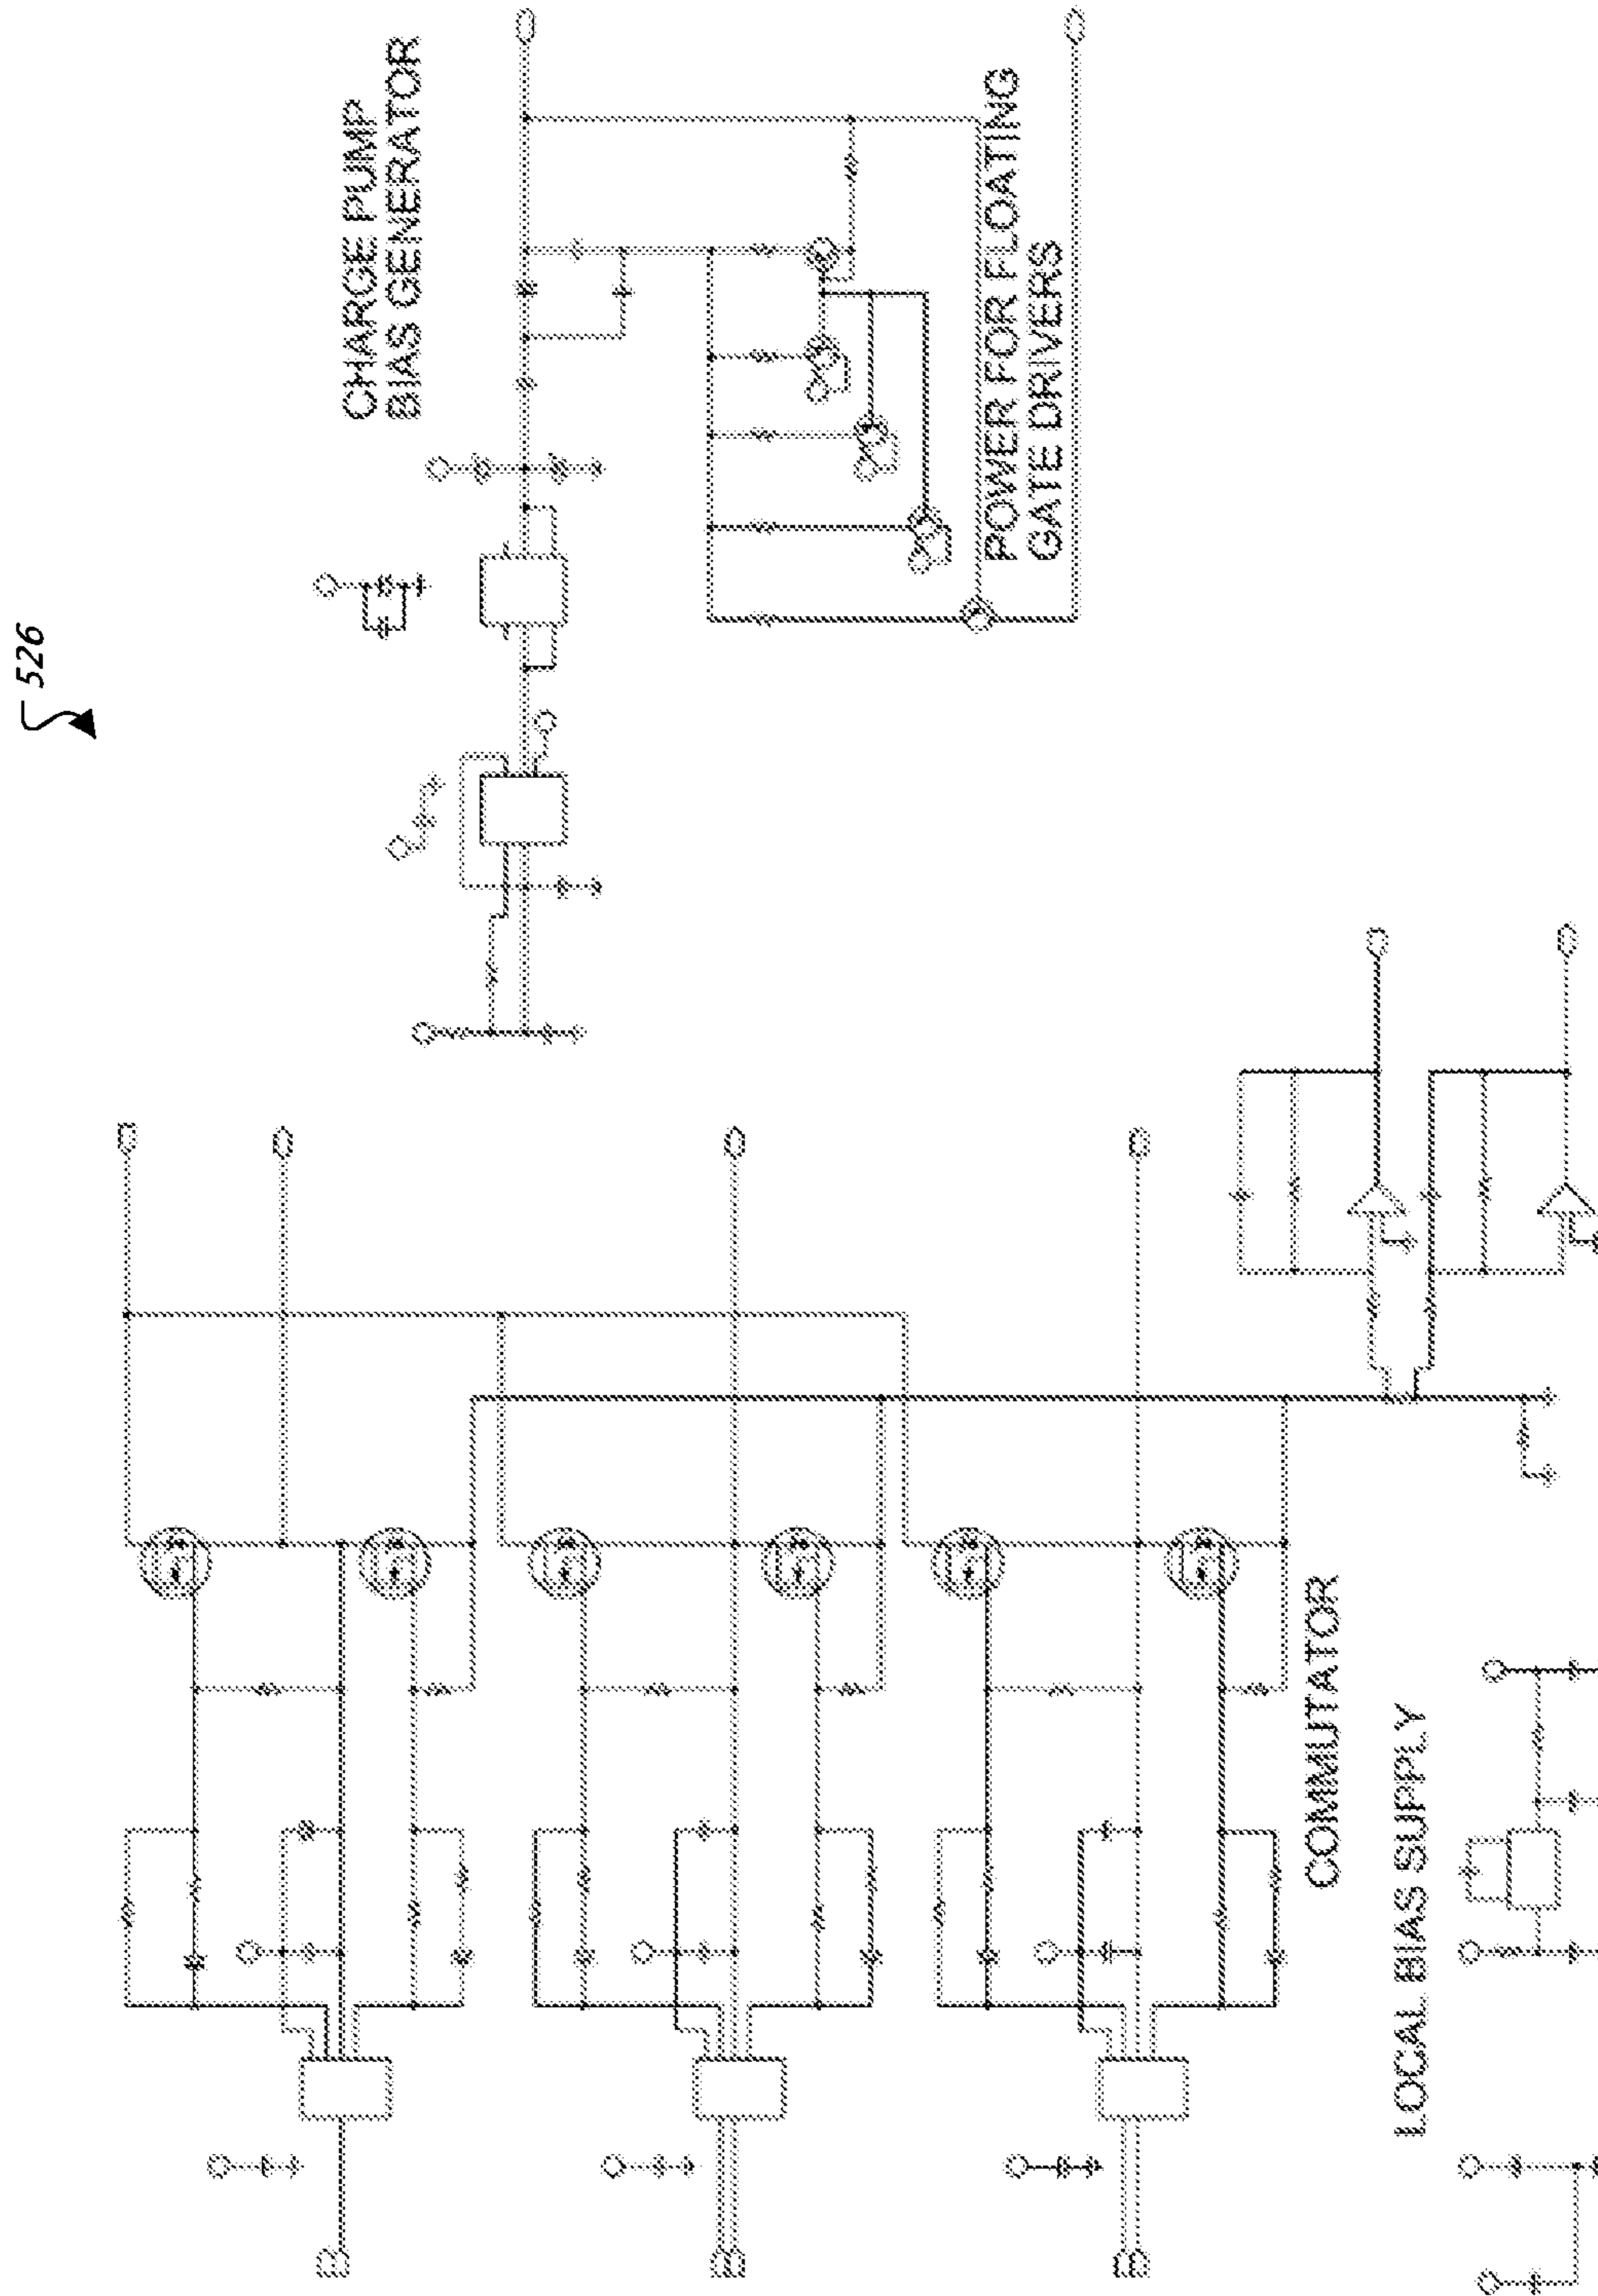 526
CHARGE PUMP
BIAS GENERATOR
POWER FOR FLOATING
GATE DRIVERS
COMMUTATOR
LOCAL BIAS SUPPLY